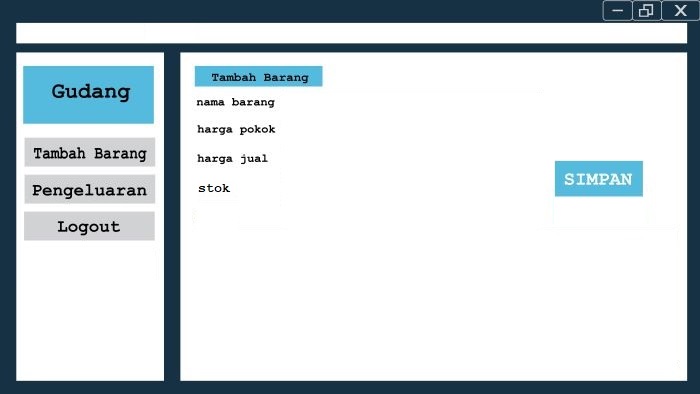 Gudang
Tambah Barang
Pengeluaran
Logout
Tambah Barang
nama barang
harga pokok
harga jual
stok
SIMPAN